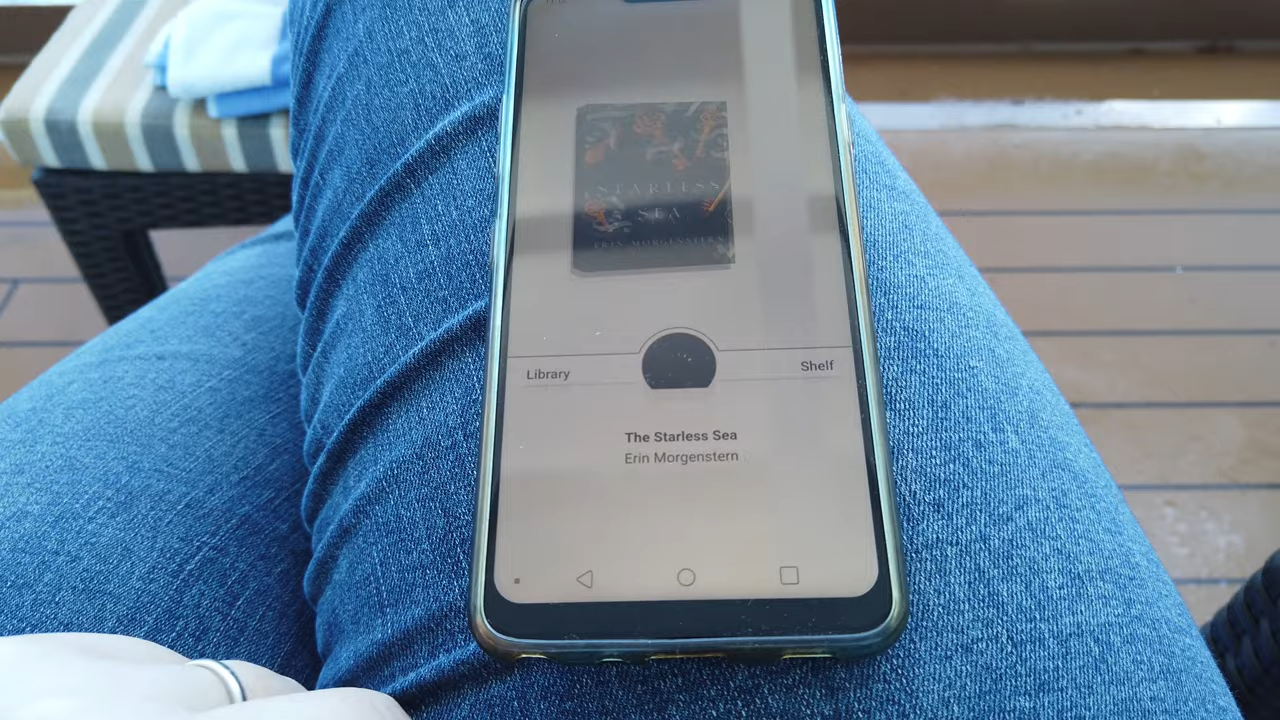 STARLESS
SEA
ERIN MORGENSTERN
Library
Shelf
The Starless Sea
Erin Morgenstern